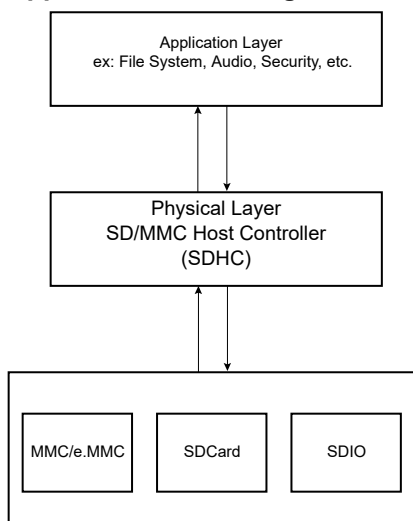 Application Layer
ex: File System, Audio, Security, etc.
Physical Layer
SD/MMC Host Controller
(SDHC)
MMC/e.MMC
SDCard
SDIO